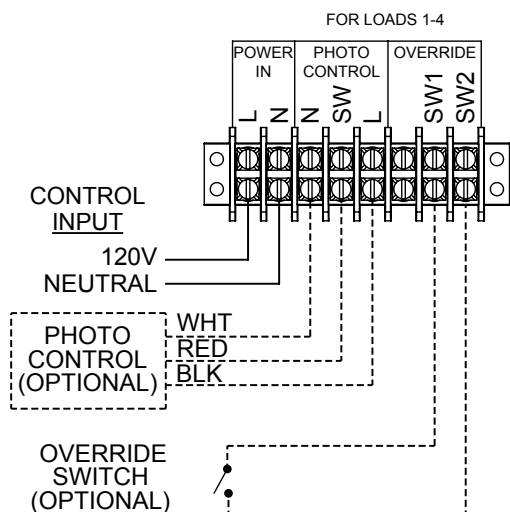 FOR LOADS 1-4
POWER IN
PHOTO CONTROL
OVERRIDE
L
N
N
SW
L
SW1
SW2
CONTROL
INPUT
120V
NEUTRAL
WHT
RED
BLK
PHOTO
CONTROL
(OPTIONAL)
OVERRIDE
SWITCH
(OPTIONAL)